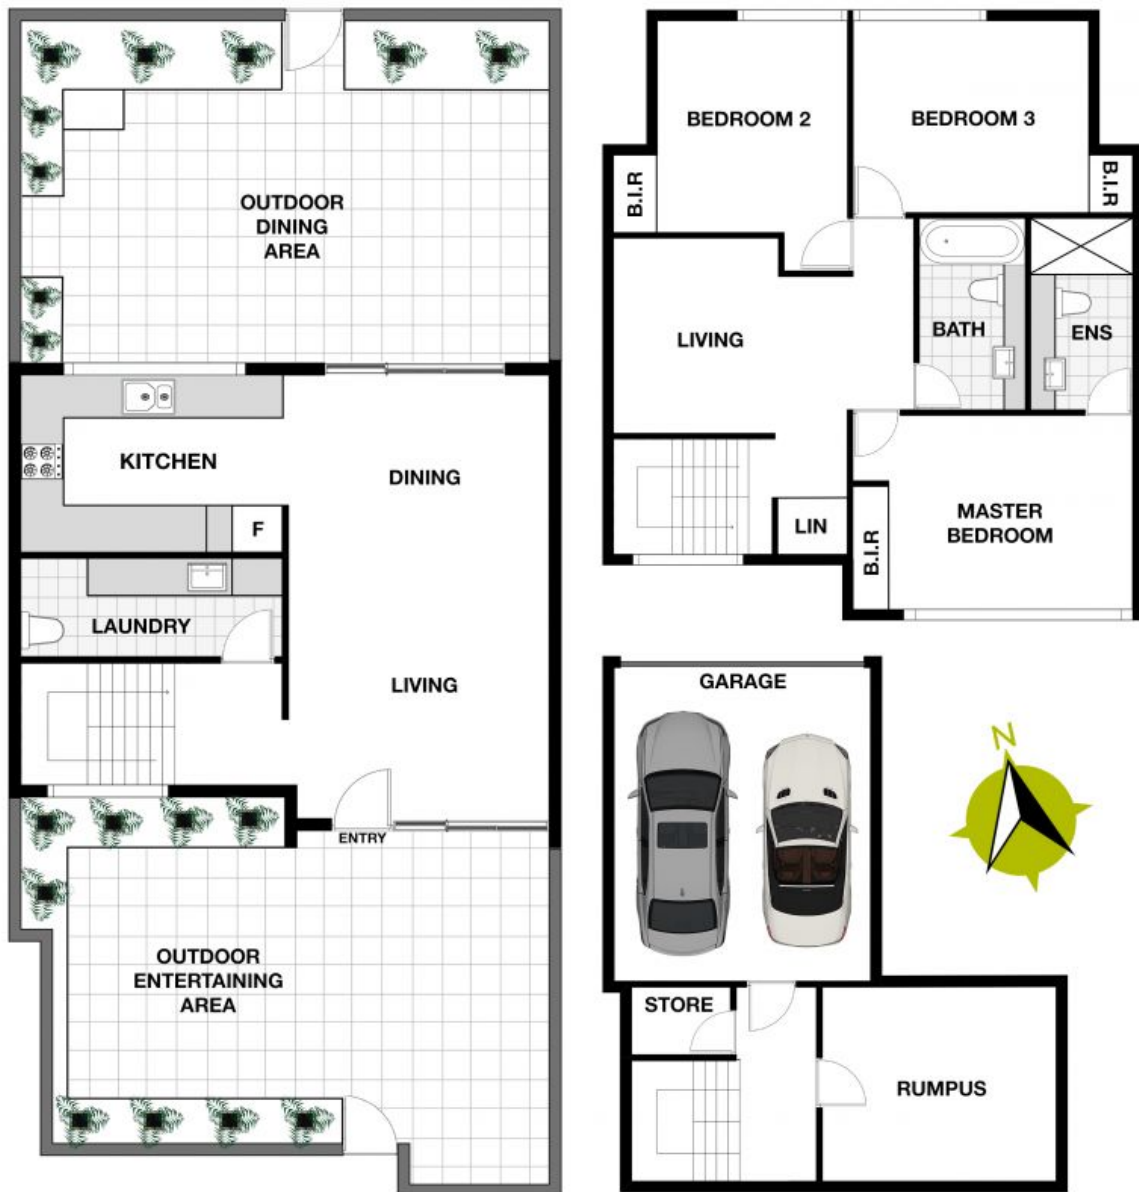 OUTDOOR
DINING
AREA
KITCHEN
DINING
F
LAUNDRY
LIVING
ENTRY
OUTDOOR
ENTERTAINING
AREA
BEDROOM 2
BEDROOM 3
B.I.R
B.I.R
LIVING
BATH
ENS
LIN
B.I.R
MASTER
BEDROOM
GARAGE
N
STORE
RUMPUS